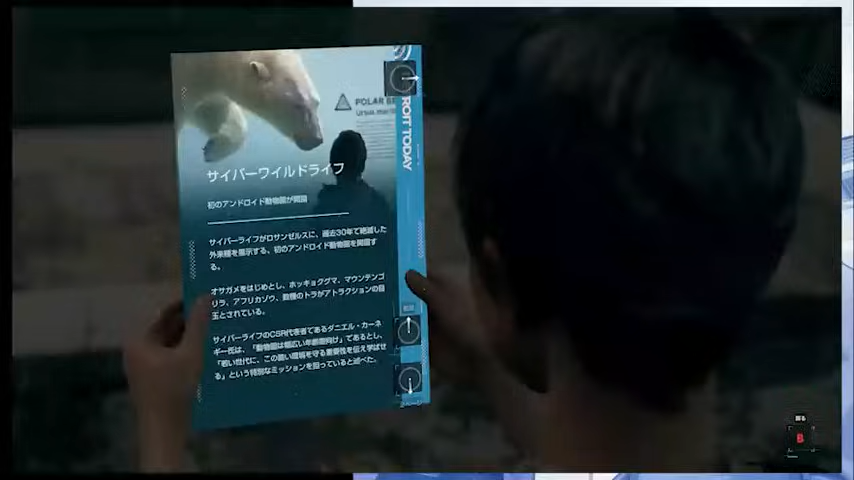 POLAR BE
ROIT TODAY
サイバーワイルドライフ
初のアンドロイド動物園が開園
サイバーライフがロサンゼルスに、過去30年で絶滅した
外来種を展示する、初のアンドロイド動物園を開園す
る。
オサガメをはじめとし、ホッキョクグマ、マウンテンゴ
リラ、アフリカゾウ、数種のトラがアトラクションの目
玉とされている。
サイバーライフのCSR代表者であるダニエル・カーネ
ギー氏は、「動物園は幅広い年齢層向け」であるとし、
「若い世代に、この青い環境を守る重要性を伝え学ばせ
る」という特別なミッションを担っていると述べた。
戻る
B